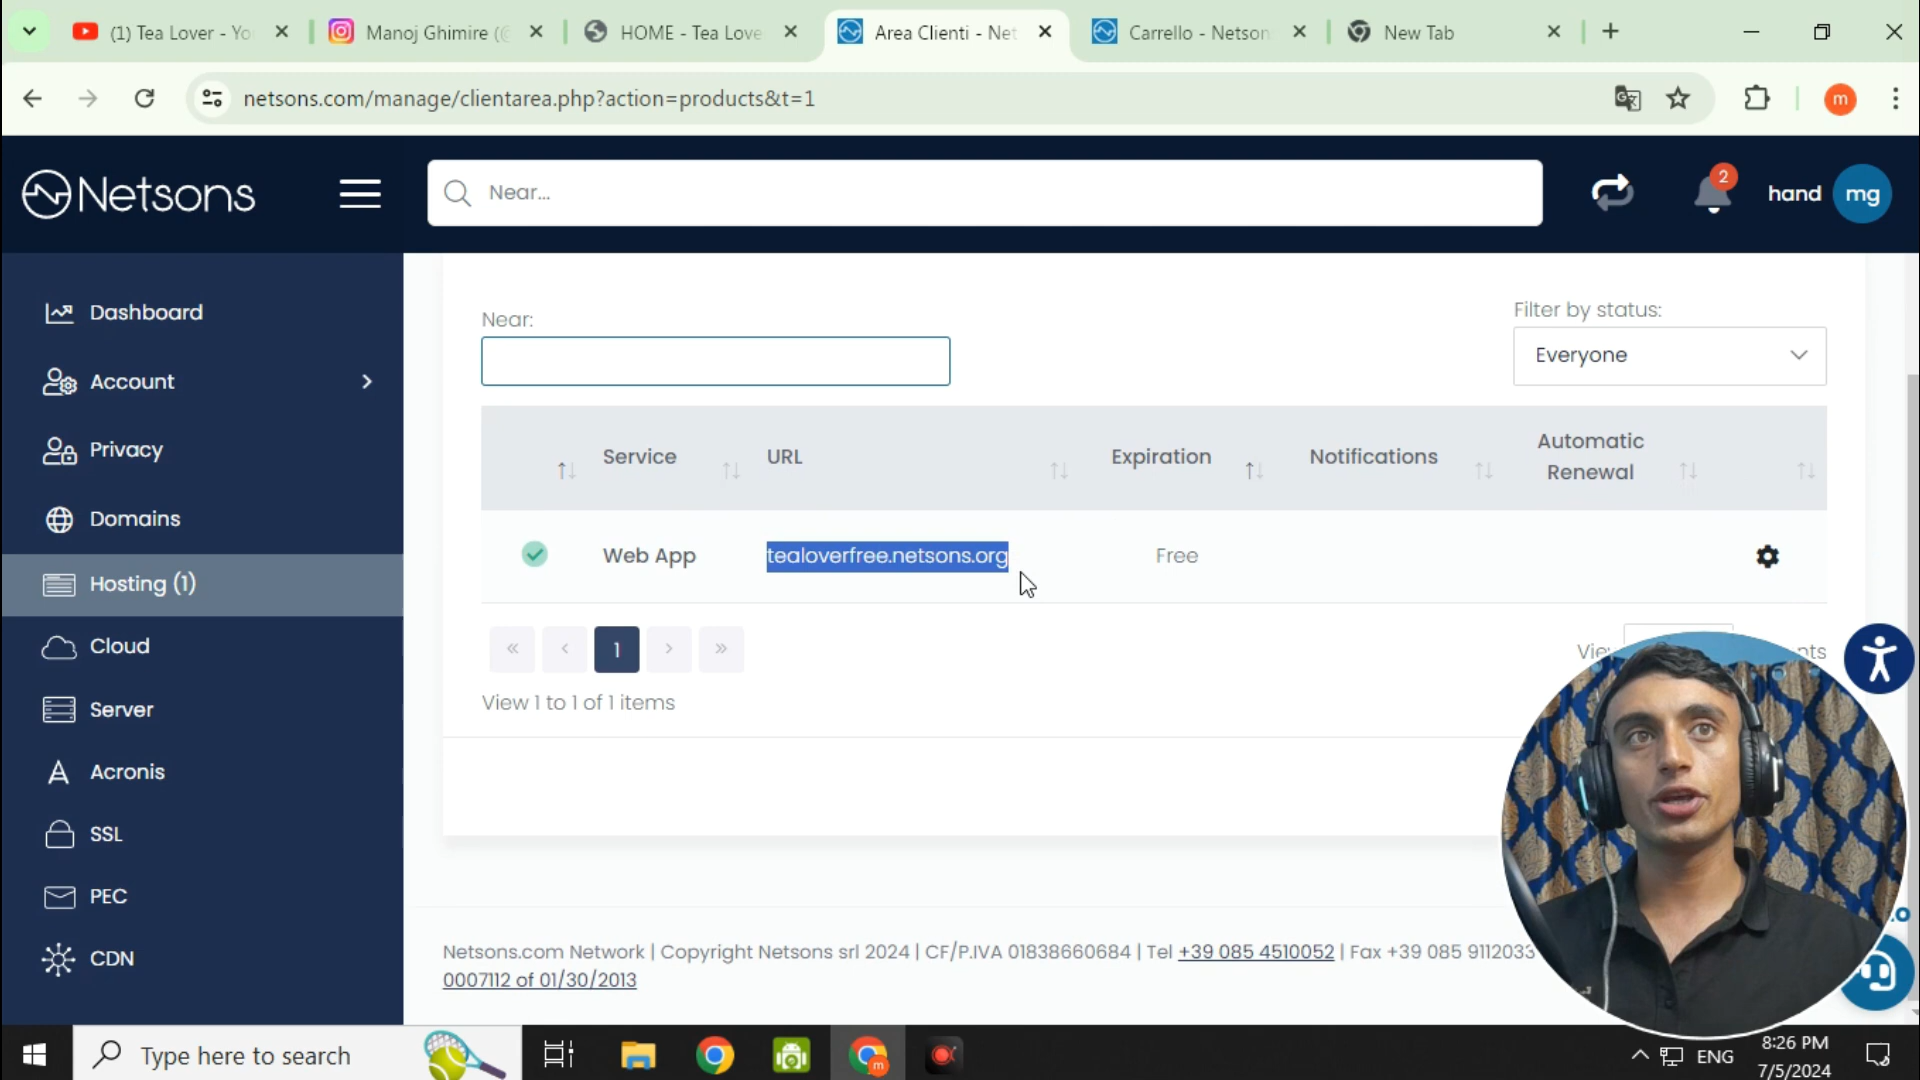 (1) Tea Lover - Yo
Manoj Ghimire (@
HOME - Tea Love
Area Clienti - Net
Carrello - Netson
New Tab
netsons.com/manage/clientarea.php?action=products&t=1
m
Netsons
Near...
2
hand
mg
Dashboard
Account
Privacy
Domains
Hosting (1)
Cloud
Server
Acronis
SSL
PEC
CDN
Near:
Filter by status:
Everyone
Service
URL
Expiration
Notifications
Automatic
Renewal
Web App
tealoverfree.netsons.org
Free
«
‹
1
›
»
View 1 to 1 of 1 items
Netsons.com Network | Copyright Netsons srl 2024 | CF/P.IVA 01838660684 | Tel +39 085 4510052 | Fax +39 085 9112033
0007112 of 01/30/2013
Type here to search
m
ENG
8:26 PM
7/5/2024